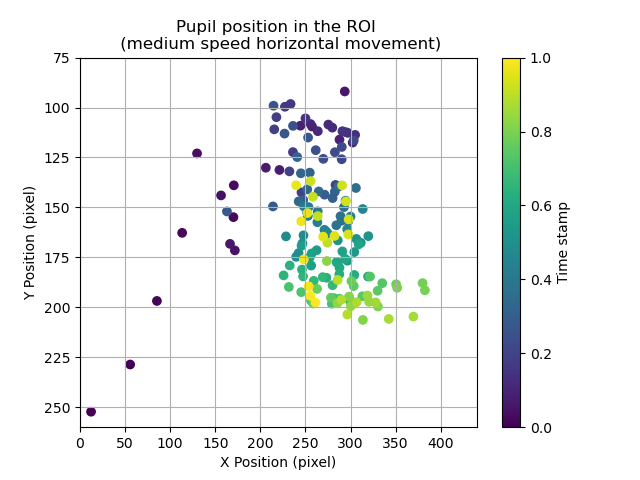 Pupil position in the ROI
(medium speed horizontal movement)
75
100
125
150
175
200
225
250
Y Position (pixel)
0 50 100 150 200 250 300 350 400
X Position (pixel)
1.0
0.8
0.6
0.4
0.2
0.0
Time stamp